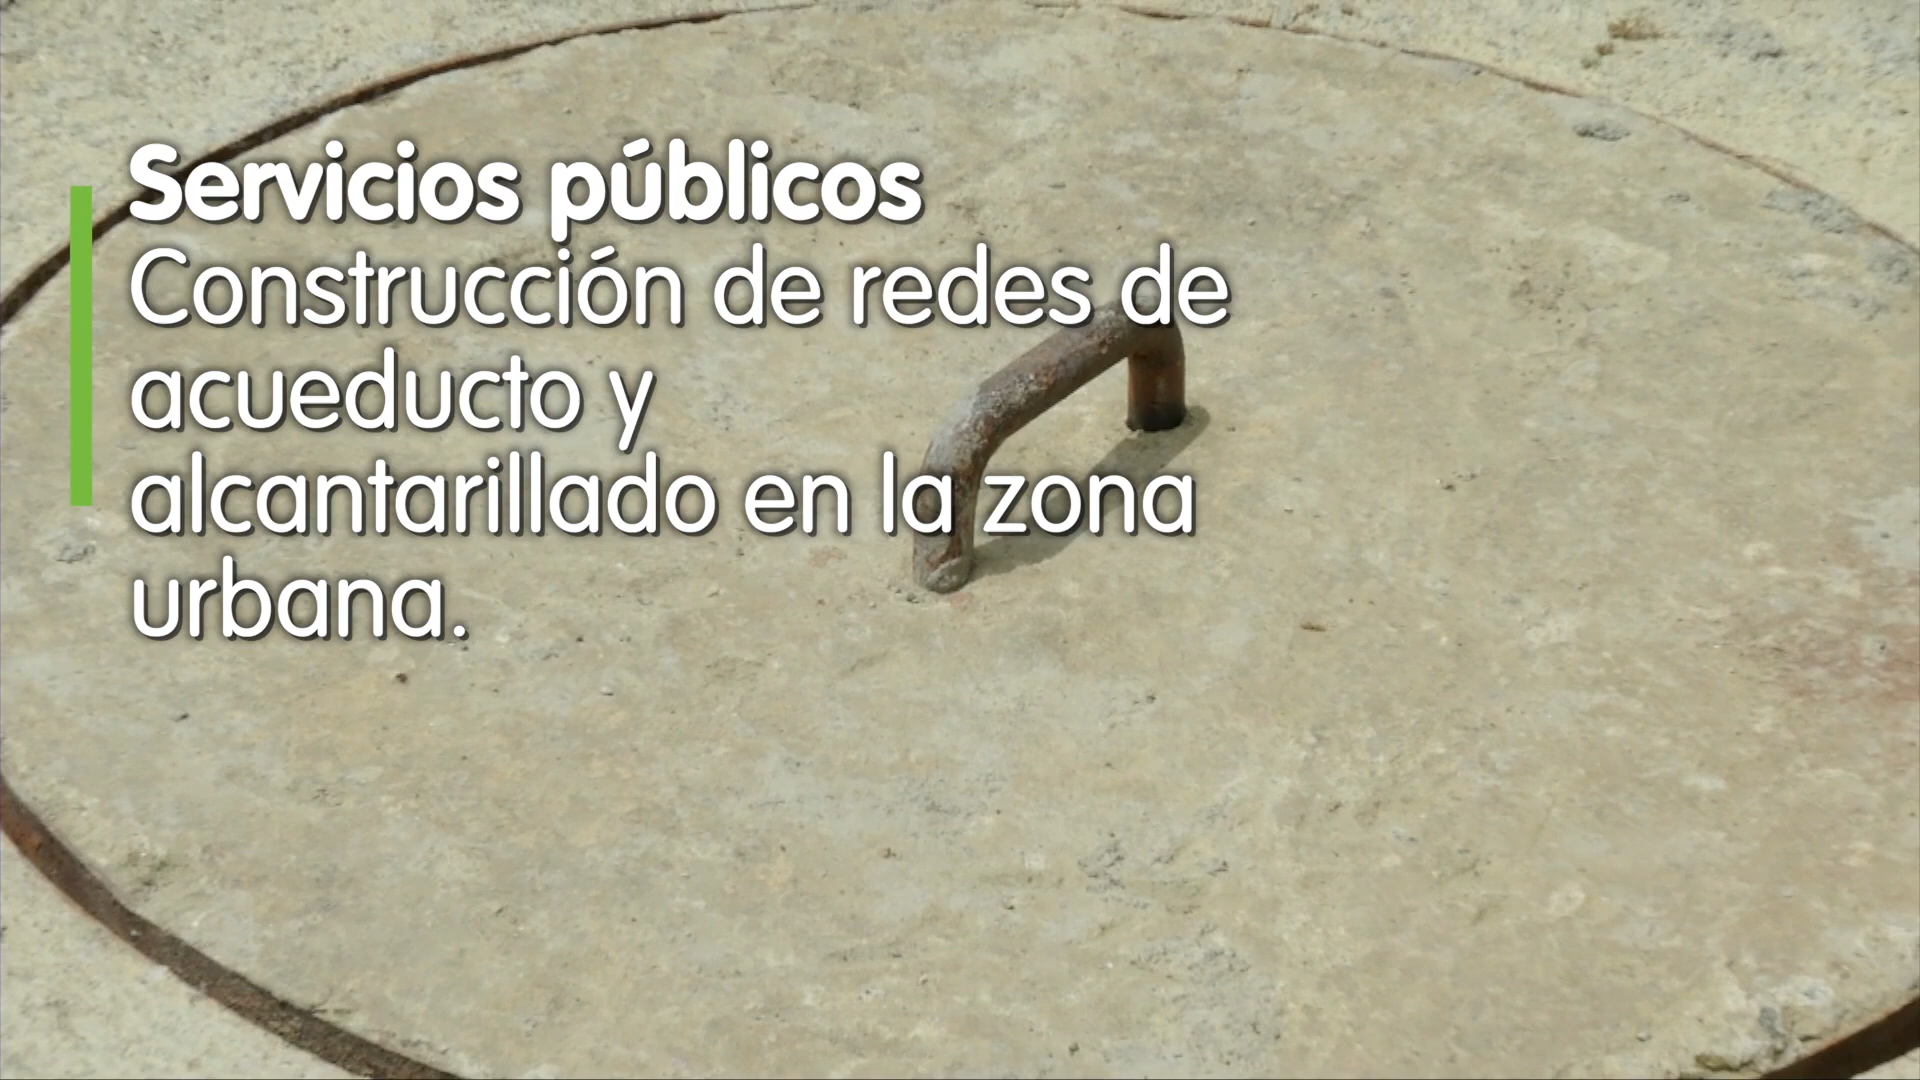 Servicios públicos
Construcción de redes de
acueducto y
alcantarillado en la zona
urbana.